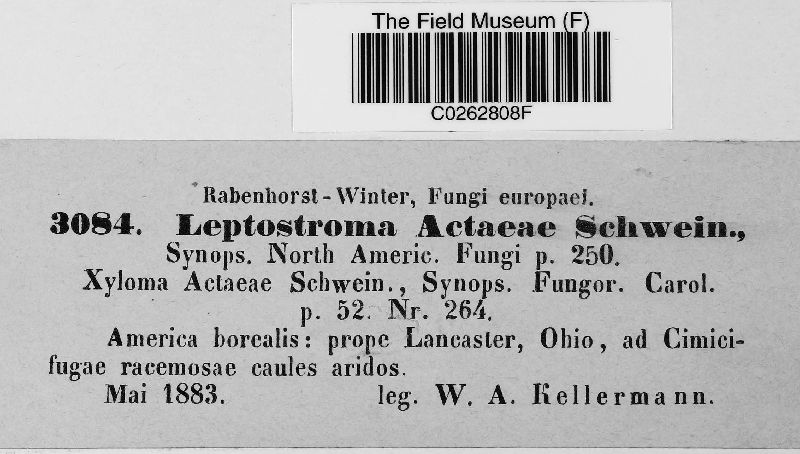 The Field Museum (F)
C0262808F
Rabenhorst-Winter, Fungi europaei.
3084. Leptostroma Actaeae Schwein.,
Synops. North Americ. Fungi p. 250.
Xyloma Actaeae Schwein., Synops. Fungor. Carol.
p. 52. Nr. 264.
America borealis: prope Lancaster, Ohio, ad Cimici-
fugae racemosae caules aridos.
Mai 1883. leg. W. A. Kellermann.